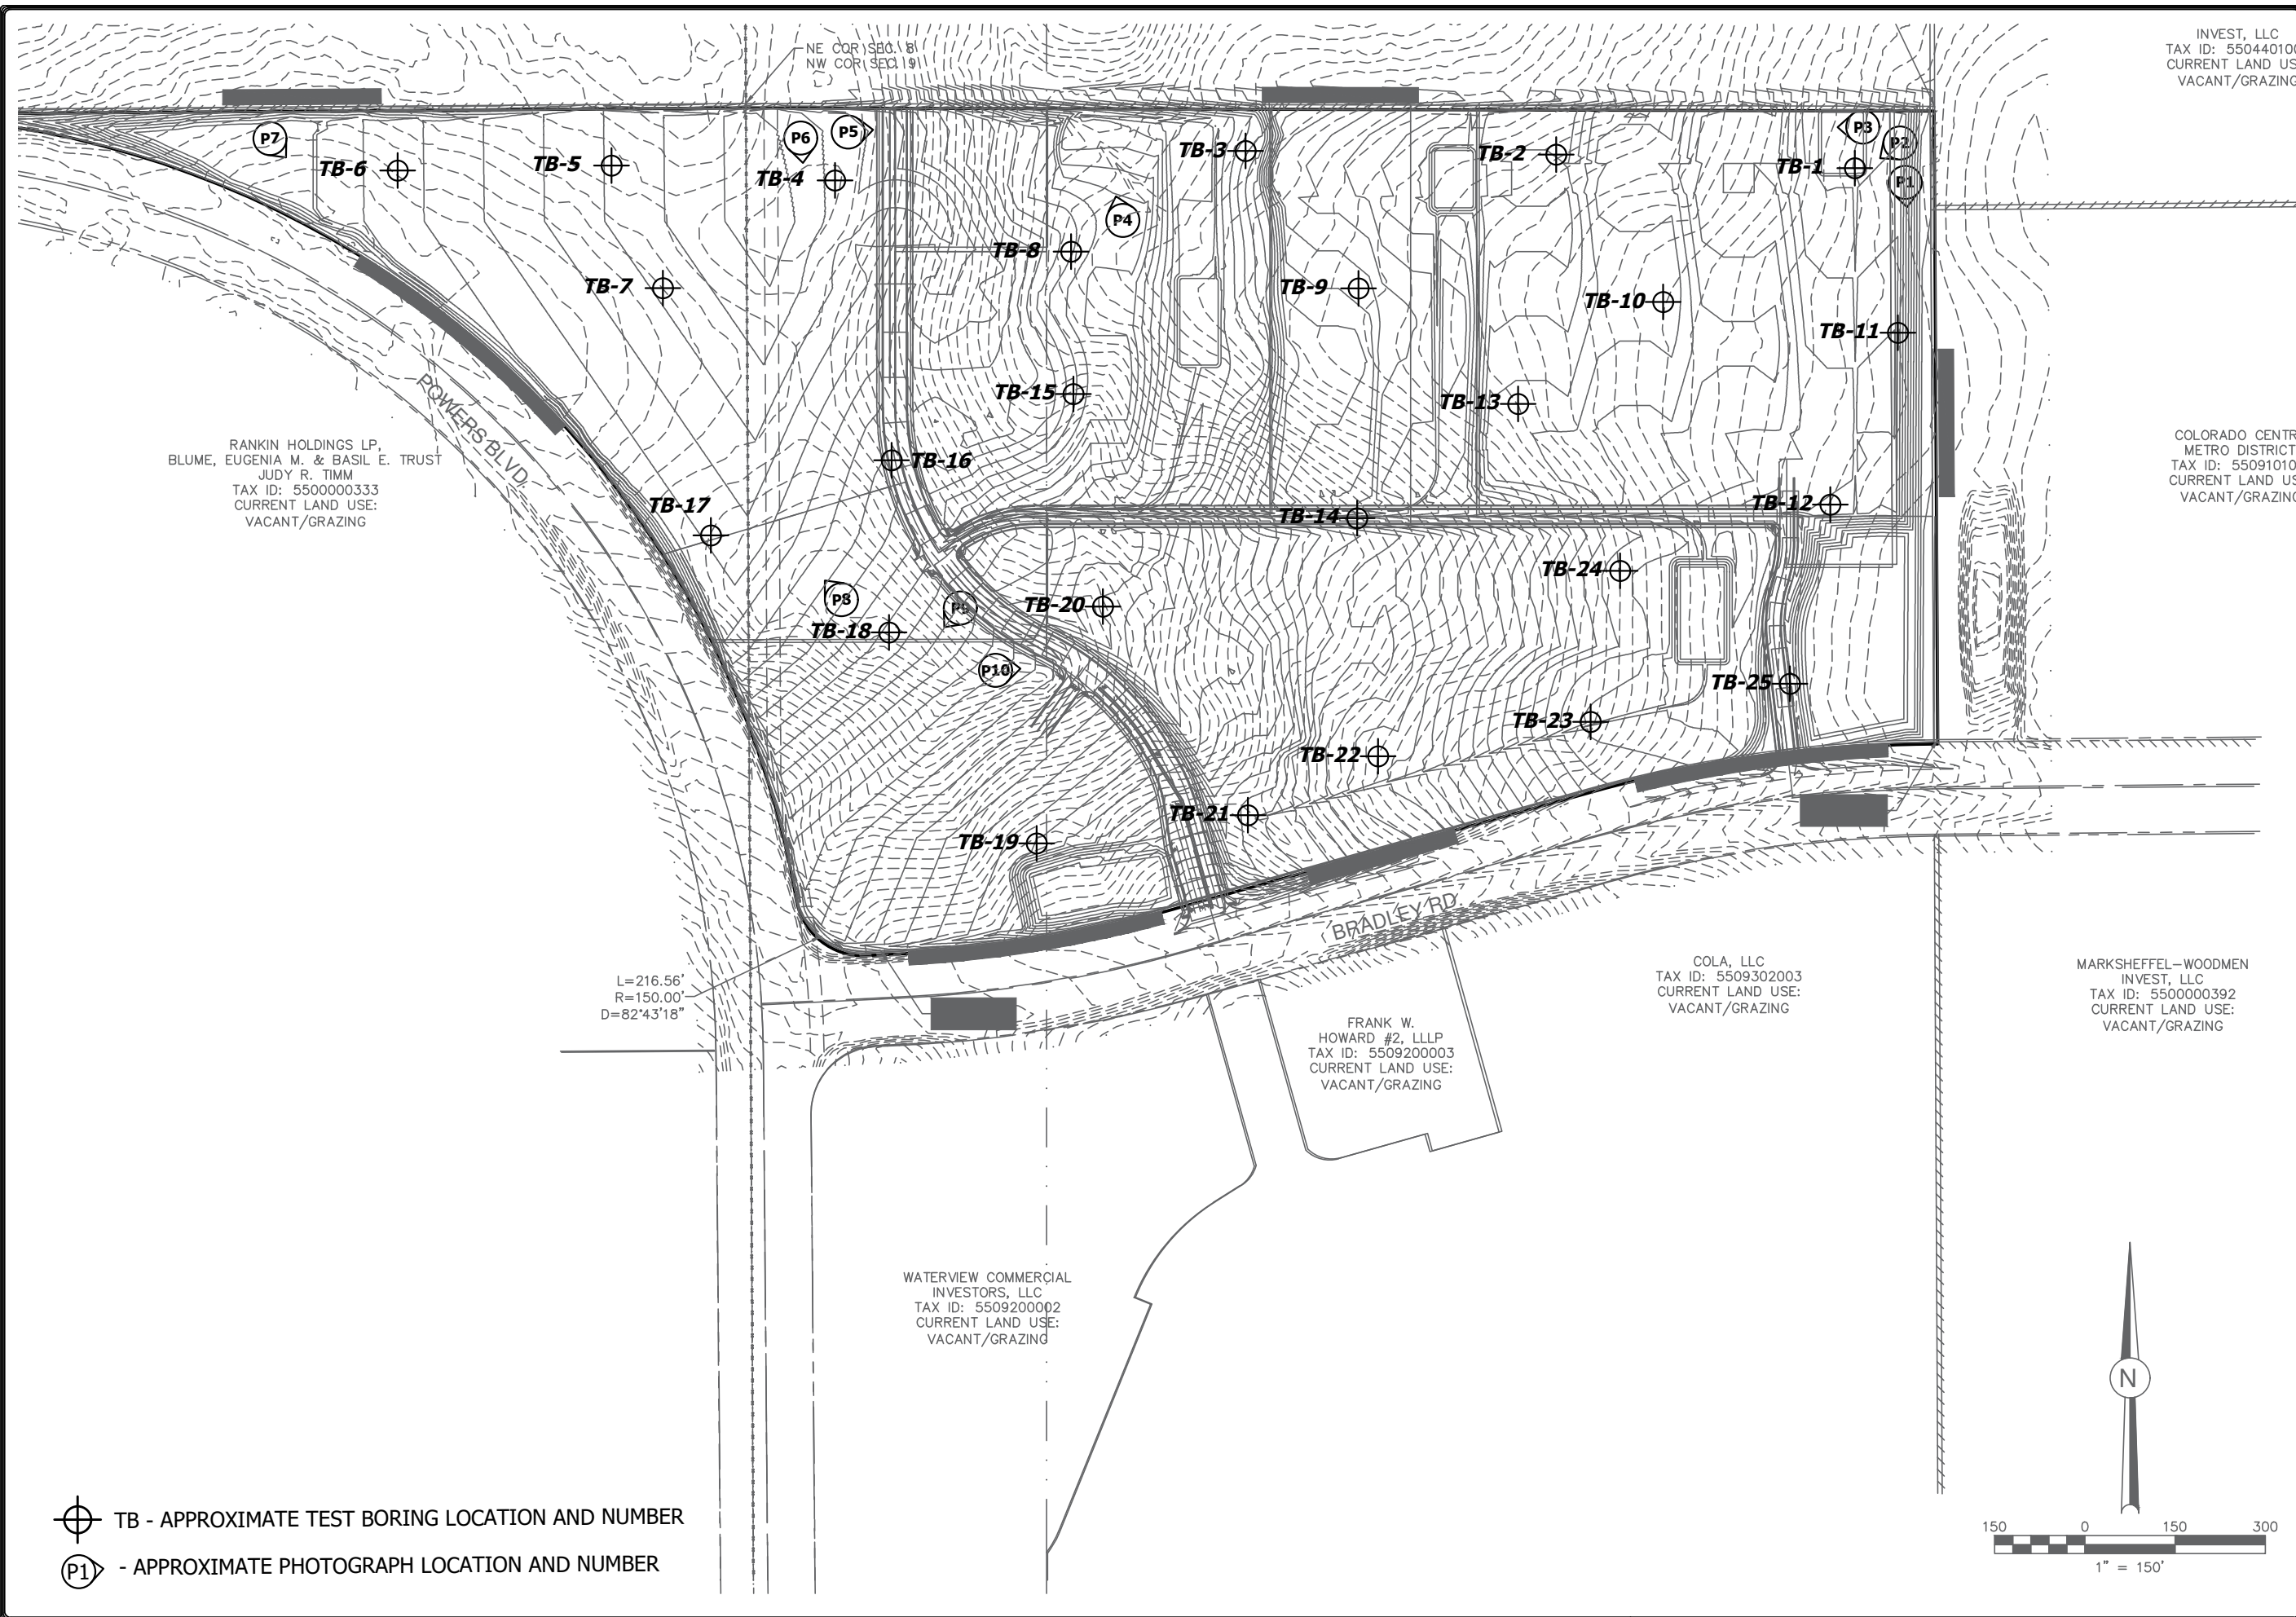 NE COR SEC. 8
NW COR SEC. 9
INVEST, LLC
TAX ID: 550440100
CURRENT LAND US
VACANT/GRAZING
P7
P6
P5
P3
P2
P1
P4
TB-6
TB-5
TB-4
TB-3
TB-2
TB-1
TB-8
TB-7
TB-9
TB-10
TB-11
TB-15
TB-13
TB-16
TB-17
TB-14
TB-12
TB-24
P8
P9
TB-20
TB-18
P10
TB-25
TB-23
TB-22
TB-21
TB-19
POWERS BLVD
RANKIN HOLDINGS LP,
BLUME, EUGENIA M. & BASIL E. TRUST
JUDY R. TIMM
TAX ID: 5500000333
CURRENT LAND USE:
VACANT/GRAZING
COLORADO CENTR
METRO DISTRICT
TAX ID: 55091010
CURRENT LAND US
VACANT/GRAZING
BRADLEY RD
L=216.56'
R=150.00'
D=82°43'18"
COLA, LLC
TAX ID: 5509302003
CURRENT LAND USE:
VACANT/GRAZING
MARKSHEFFEL-WOODMEN
INVEST, LLC
TAX ID: 5500000392
CURRENT LAND USE:
VACANT/GRAZING
FRANK W.
HOWARD #2, LLLP
TAX ID: 5509200003
CURRENT LAND USE:
VACANT/GRAZING
WATERVIEW COMMERCIAL
INVESTORS, LLC
TAX ID: 5509200002
CURRENT LAND USE:
VACANT/GRAZING
N
150 0 150 300
1" = 150'
TB - APPROXIMATE TEST BORING LOCATION AND NUMBER
P1 - APPROXIMATE PHOTOGRAPH LOCATION AND NUMBER